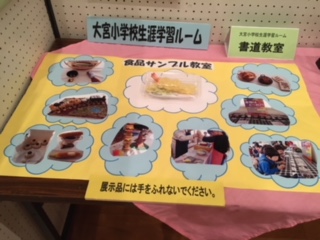 大宮小学校生涯学習ルーム
大宮小学校生涯学習ルーム
書道教室
食品サンプル教室
展示品には手をふれないでください。